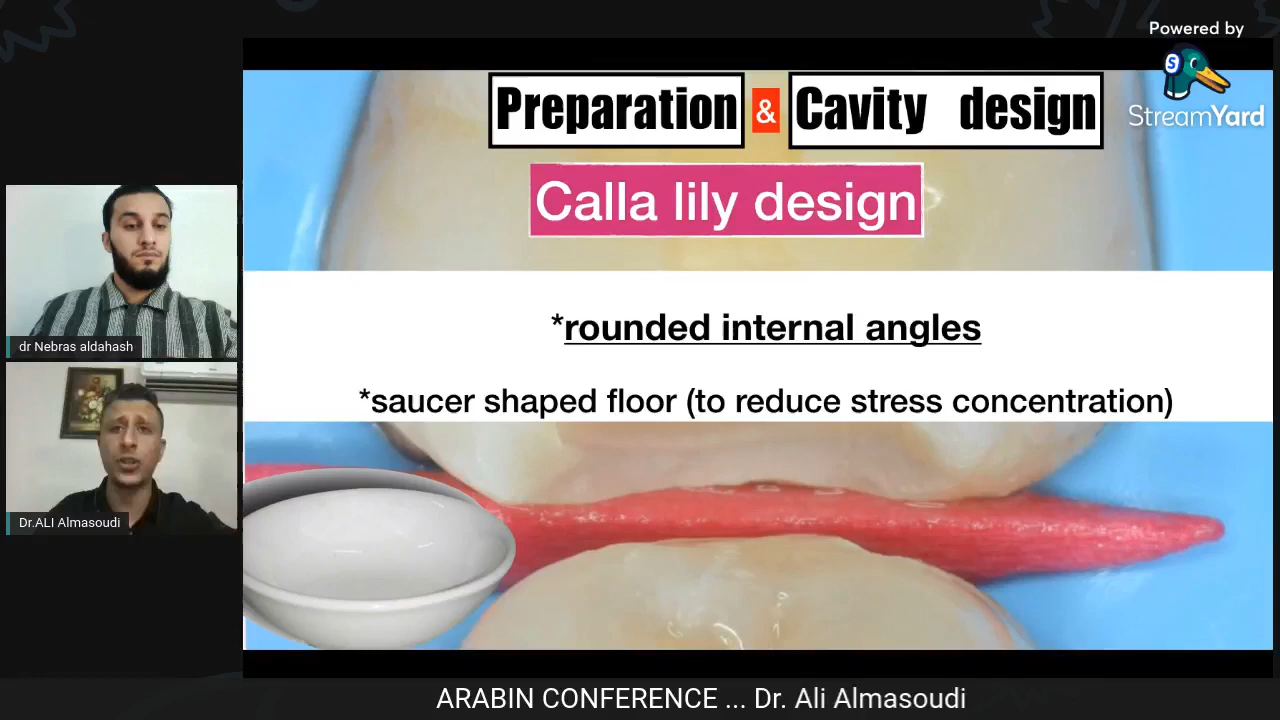 Powered by
S
StreamYard
Preparation & Cavity design
Calla lily design
*rounded internal angles
*saucer shaped floor (to reduce stress concentration)
dr Nebras aldahash
Dr.ALI Almasoudi
ARABIN CONFERENCE ... Dr. Ali Almasoudi